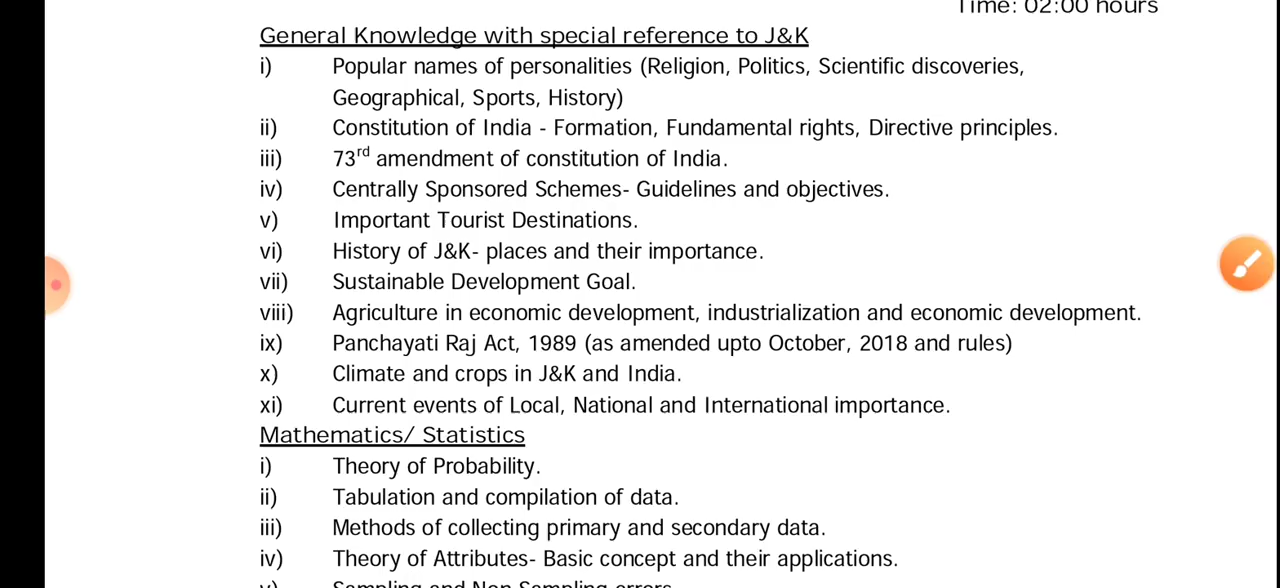 Time: 02:00 hours
General Knowledge with special reference to J&K
i) Popular names of personalities (Religion, Politics, Scientific discoveries,
Geographical, Sports, History)
ii) Constitution of India - Formation, Fundamental rights, Directive principles.
iii) 73rd amendment of constitution of India.
iv) Centrally Sponsored Schemes- Guidelines and objectives.
v) Important Tourist Destinations.
vi) History of J&K- places and their importance.
vii) Sustainable Development Goal.
viii) Agriculture in economic development, industrialization and economic development.
ix) Panchayati Raj Act, 1989 (as amended upto October, 2018 and rules)
x) Climate and crops in J&K and India.
xi) Current events of Local, National and International importance.
Mathematics/ Statistics
i) Theory of Probability.
ii) Tabulation and compilation of data.
iii) Methods of collecting primary and secondary data.
iv) Theory of Attributes- Basic concept and their applications.
v) Sampling and Non Sampling errors